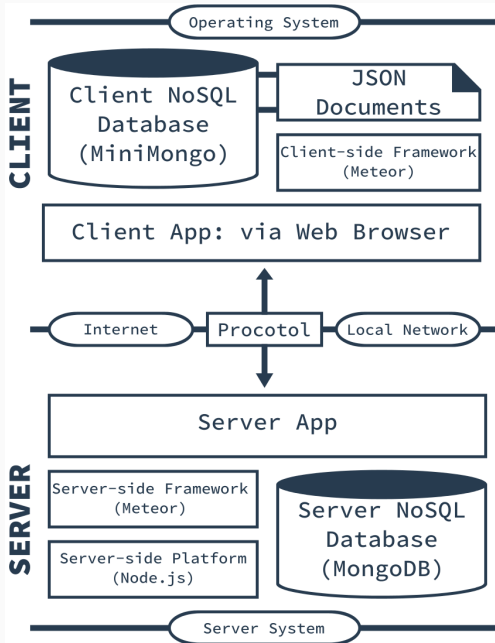 Operating System
CLIENT
Client NoSQL
Database
(MiniMongo)
JSON
Documents
Client-side Framework
(Meteor)
Client App: via Web Browser
Internet
Procotol
Local Network
Server App
SERVER
Server-side Framework
(Meteor)
Server-side Platform
(Node.js)
Server NoSQL
Database
(MongoDB)
Server System